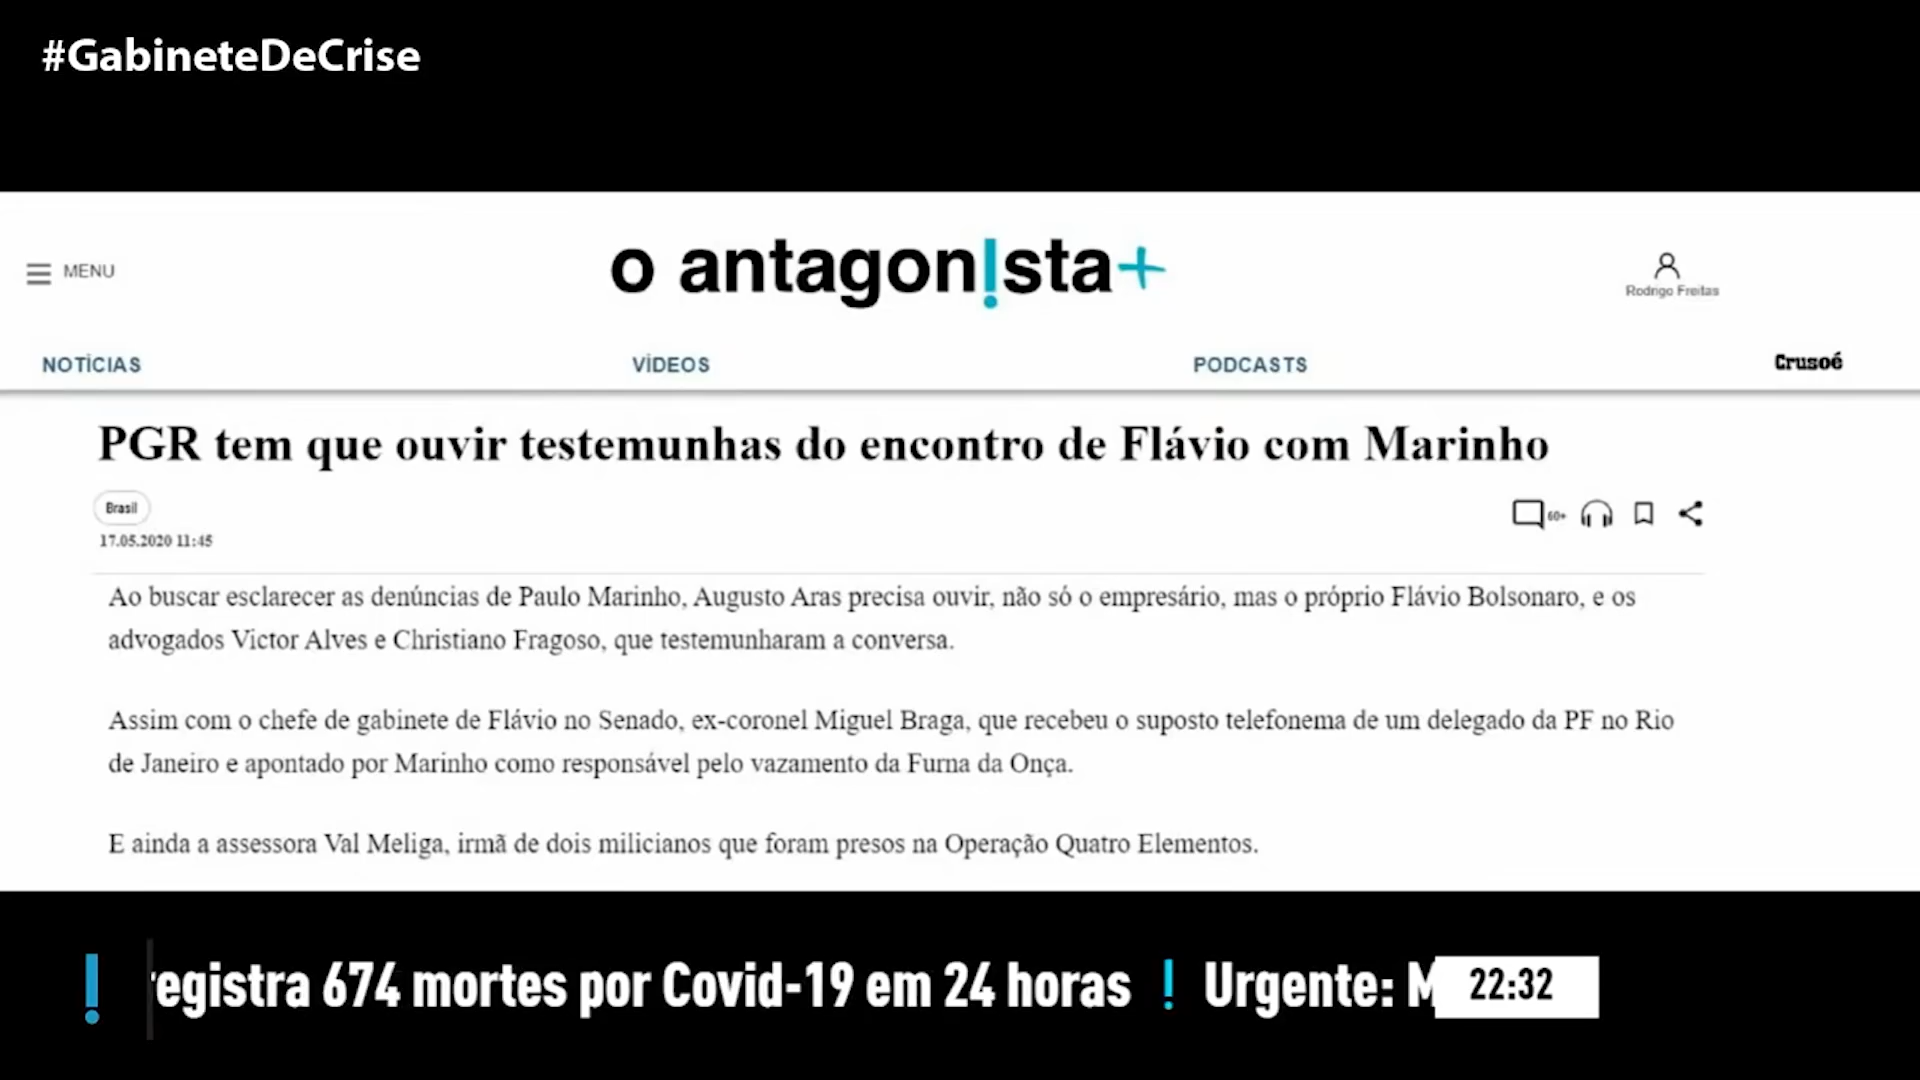 #GabineteDeCrise
MENU
o antagon!sta+
Rodrigo Freitas
NOTÍCIAS
VÍDEOS
PODCASTS
Crusoé
PGR tem que ouvir testemunhas do encontro de Flávio com Marinho
Brasil
60+
17.05.2020 11:45
Ao buscar esclarecer as denúncias de Paulo Marinho, Augusto Aras precisa ouvir, não só o empresário, mas o próprio Flávio Bolsonaro, e os
advogados Victor Alves e Christiano Fragoso, que testemunharam a conversa.
Assim com o chefe de gabinete de Flávio no Senado, ex-coronel Miguel Braga, que recebeu o suposto telefonema de um delegado da PF no Rio
de Janeiro e apontado por Marinho como responsável pelo vazamento da Furna da Onça.
E ainda a assessora Val Meliga, irmã de dois milicianos que foram presos na Operação Quatro Elementos.
! egistra 674 mortes por Covid-19 em 24 horas ! Urgente: M 22:32